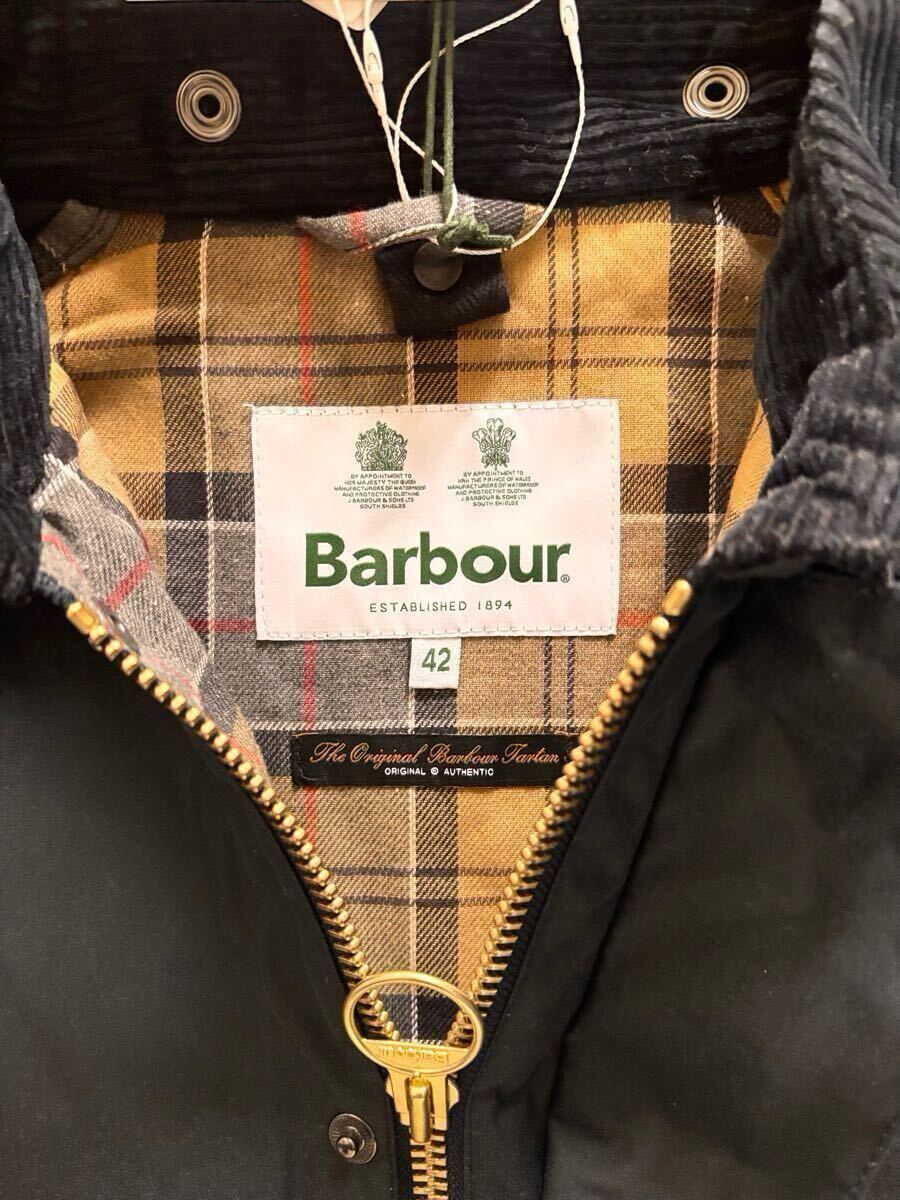 BY APPOINTMENT TO
HER MAJESTY THE QUEEN
MANUFACTURERS OF WATERPROOF
AND PROTECTIVE CLOTHING
J BARBOUR & SONS LTD
SOUTH SHIELDS
BY APPOINTMENT TO
HRH THE PRINCE OF WALES
MANUFACTURERS OF WATERPROOF
AND PROTECTIVE CLOTHING
J BARBOUR & SONS LTD
SOUTH SHIELDS
Barbour®
ESTABLISHED 1894
42
The Original Barbour Tartan
ORIGINAL © AUTHENTIC
Barbour